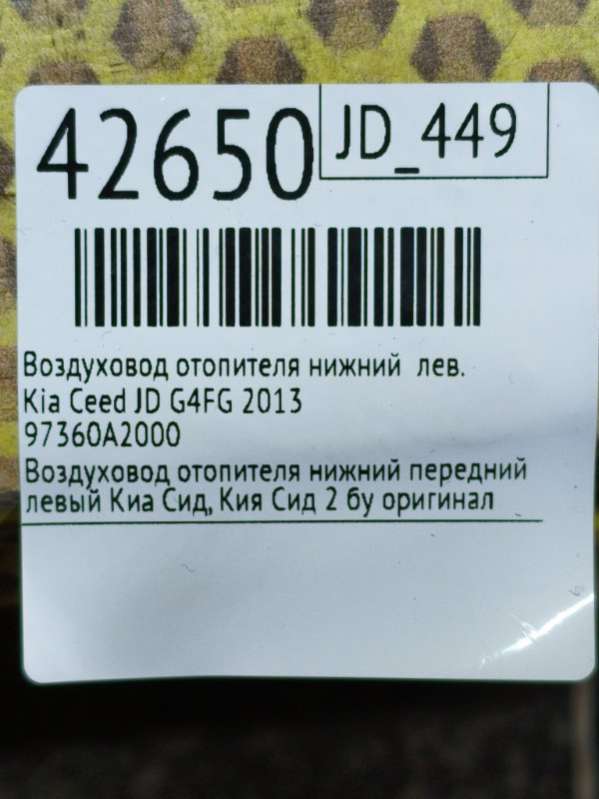 42650
JD_449
Воздуховод отопителя нижний лев.
Kia Ceed JD G4FG 2013
97360A2000
Воздуховод отопителя нижний передний
левый Киа Сид, Кия Сид 2 бу оригинал